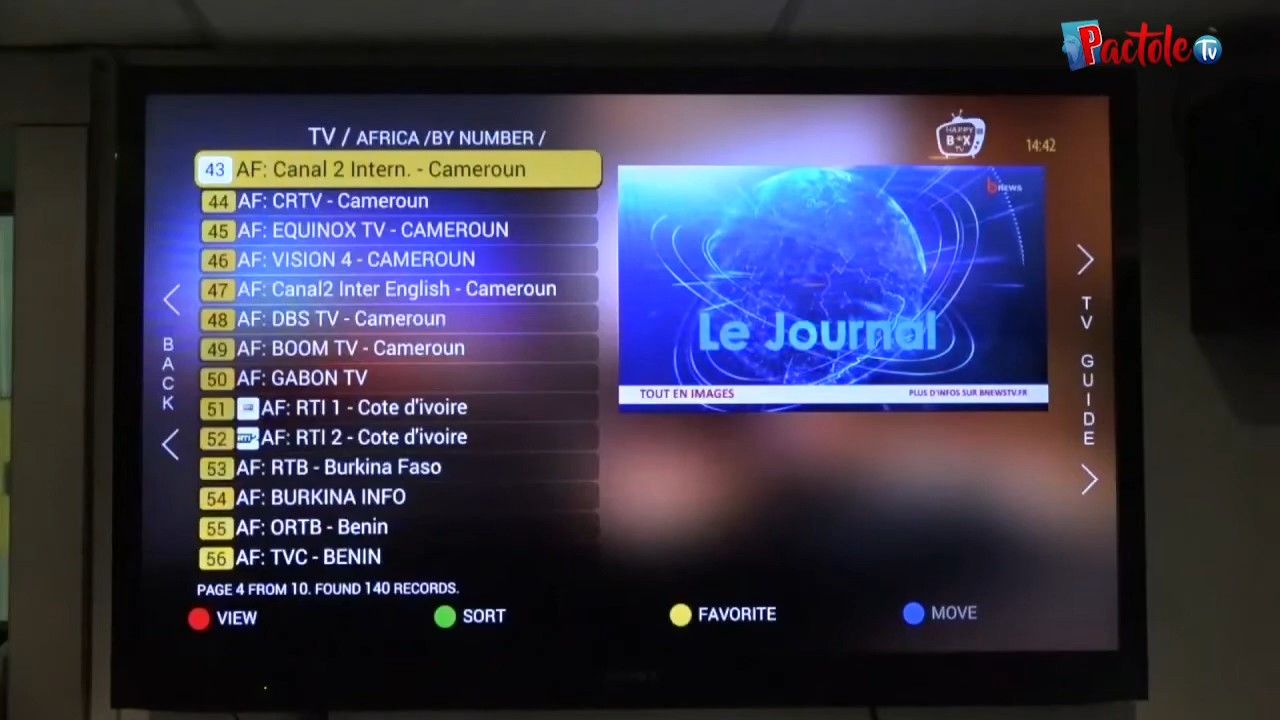 Pactole Tv
TV / AFRICA /BY NUMBER /
HAPPY
BOX
TV
14:42
43 AF: Canal 2 Intern. - Cameroun
44 AF: CRTV - Cameroun
45 AF: EQUINOX TV - CAMEROUN
46 AF: VISION 4 - CAMEROUN
47 AF: Canal2 Inter English - Cameroun
48 AF: DBS TV - Cameroun
49 AF: BOOM TV - Cameroun
50 AF: GABON TV
51 AF: RTI 1 - Cote d'ivoire
52 AF: RTI 2 - Cote d'ivoire
53 AF: RTB - Burkina Faso
54 AF: BURKINA INFO
55 AF: ORTB - Benin
56 AF: TVC - BENIN
PAGE 4 FROM 10. FOUND 140 RECORDS.
VIEW
SORT
FAVORITE
MOVE
BACK
bNEWS
Le Journal
TOUT EN IMAGES
PLUS D'INFOS SUR BNEWSTV.FR
TV GUIDE